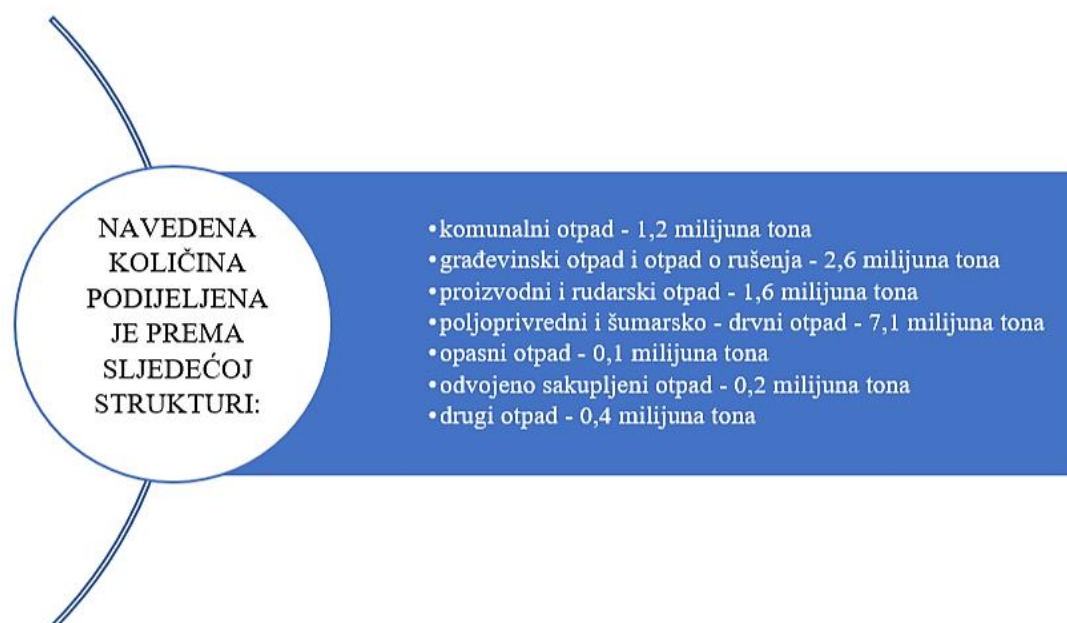 NAVEDENA
KOLIČINA
PODIJELJENA
JE PREMA
SLJEDEĆOJ
STRUKTURI:
•komunalni otpad - 1,2 milijuna tona
•građevinski otpad i otpad o rušenja - 2,6 milijuna tona
•proizvodni i rudarski otpad - 1,6 milijuna tona
•poljoprivredni i šumarsko - drvni otpad - 7,1 milijuna tona
•opasni otpad - 0,1 milijuna tona
•odvojeno sakupljeni otpad - 0,2 milijuna tona
•drugi otpad - 0,4 milijuna tona